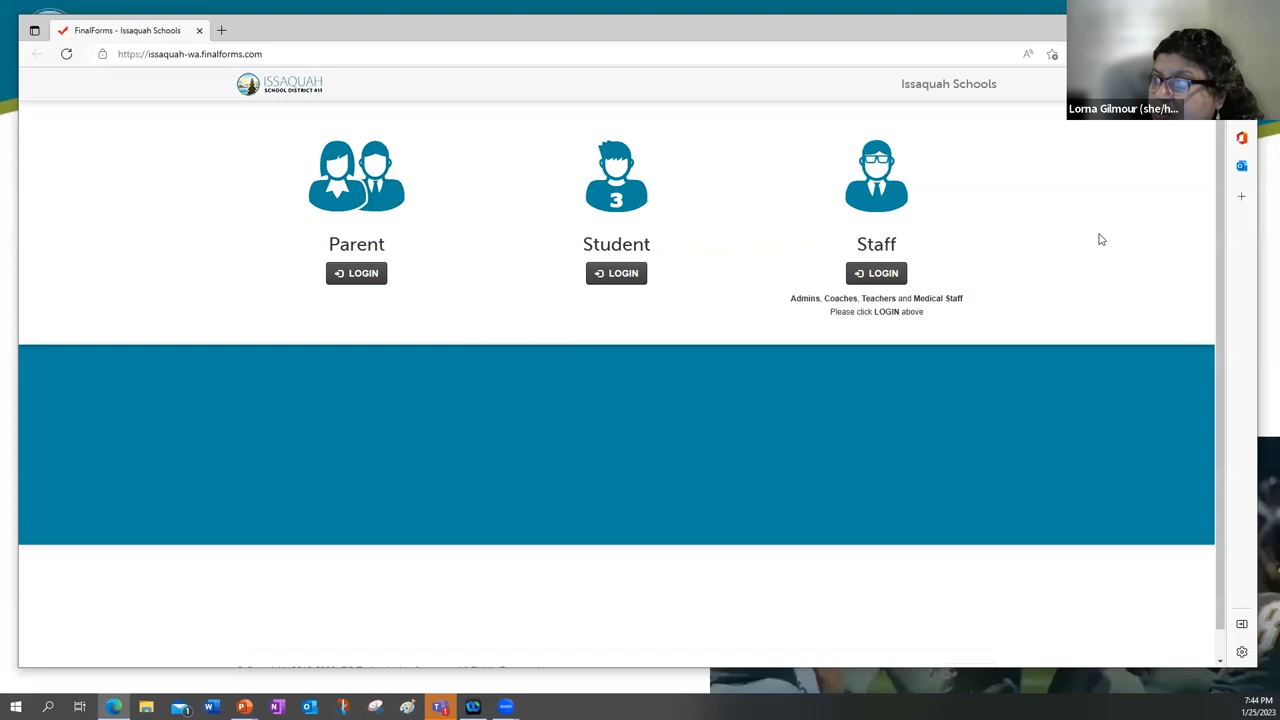 FinalForms - Issaquah Schools
https://issaquah-wa.finalforms.com
ISSAQUAH
SCHOOL DISTRICT 411
Issaquah Schools
Lorna Gilmour (she/h...
3
Parent
Student
Staff
LOGIN
LOGIN
LOGIN
Admins, Coaches, Teachers and Medical Staff
Please click LOGIN above
7:44 PM
1/25/2023